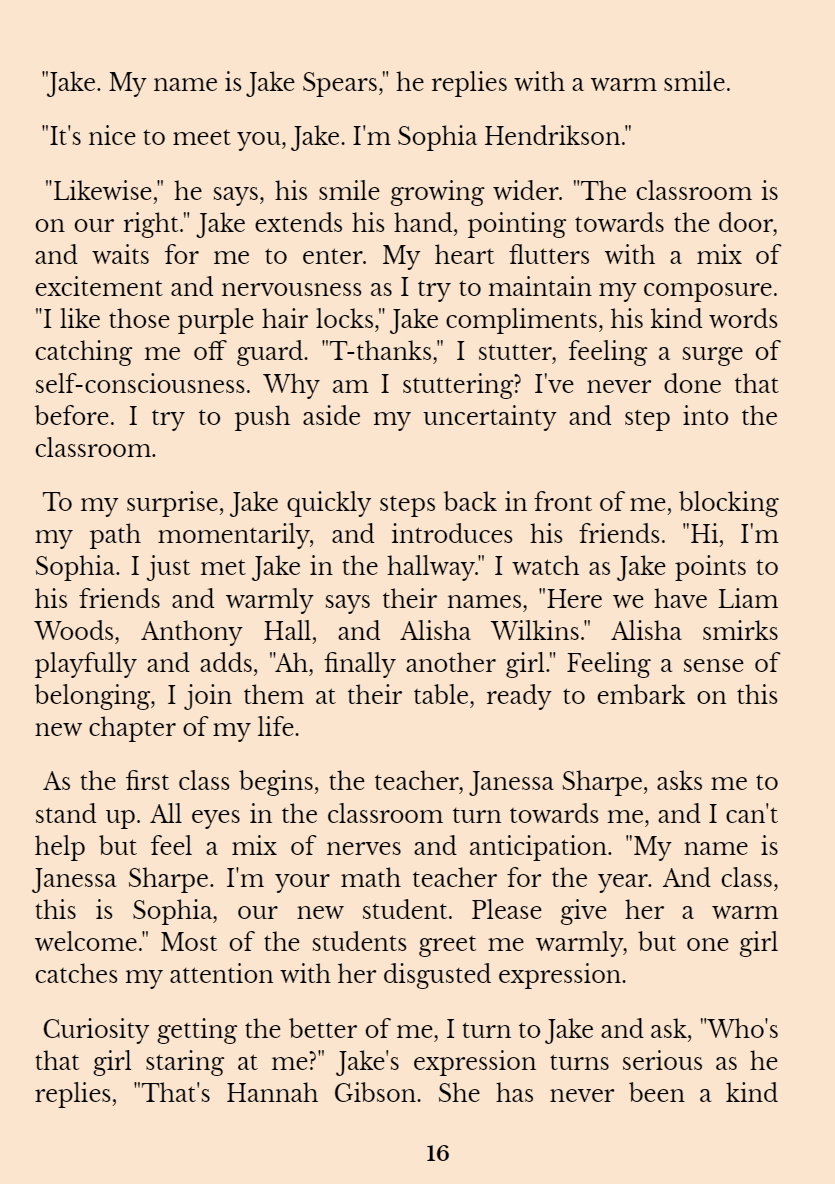 "Jake. My name is Jake Spears," he replies with a warm smile.
"It's nice to meet you, Jake. I'm Sophia Hendrikson."
"Likewise," he says, his smile growing wider. "The classroom is
on our right." Jake extends his hand, pointing towards the door,
and waits for me to enter. My heart flutters with a mix of
excitement and nervousness as I try to maintain my composure.
"I like those purple hair locks," Jake compliments, his kind words
catching me off guard. "T-thanks," I stutter, feeling a surge of
self-consciousness. Why am I stuttering? I've never done that
before. I try to push aside my uncertainty and step into the
classroom.
To my surprise, Jake quickly steps back in front of me, blocking
my path momentarily, and introduces his friends. "Hi, I'm
Sophia. I just met Jake in the hallway." I watch as Jake points to
his friends and warmly says their names, "Here we have Liam
Woods, Anthony Hall, and Alisha Wilkins." Alisha smirks
playfully and adds, "Ah, finally another girl." Feeling a sense of
belonging, I join them at their table, ready to embark on this
new chapter of my life.
As the first class begins, the teacher, Janessa Sharpe, asks me to
stand up. All eyes in the classroom turn towards me, and I can't
help but feel a mix of nerves and anticipation. "My name is
Janessa Sharpe. I'm your math teacher for the year. And class,
this is Sophia, our new student. Please give her a warm
welcome." Most of the students greet me warmly, but one girl
catches my attention with her disgusted expression.
Curiosity getting the better of me, I turn to Jake and ask, "Who's
that girl staring at me?" Jake's expression turns serious as he
replies, "That's Hannah Gibson. She has never been a kind
16